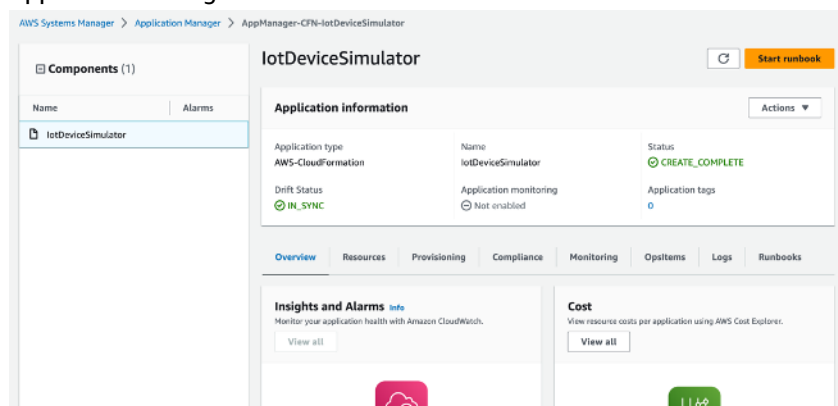 AWS Systems Manager > Application Manager > AppManager-CFN-IotDeviceSimulator
Components (1)
Name Alarms
IotDeviceSimulator
IotDeviceSimulator
Start runbook
Application information
Actions
Application type
AWS-CloudFormation
Name
IotDeviceSimulator
Status
CREATE_COMPLETE
Drift Status
IN_SYNC
Application monitoring
Not enabled
Application tags
0
Overview Resources Provisioning Compliance Monitoring OpsItems Logs Runbooks
Insights and Alarms Info
Monitor your application health with Amazon CloudWatch.
View all
Cost
View resource costs per application using AWS Cost Explorer.
View all